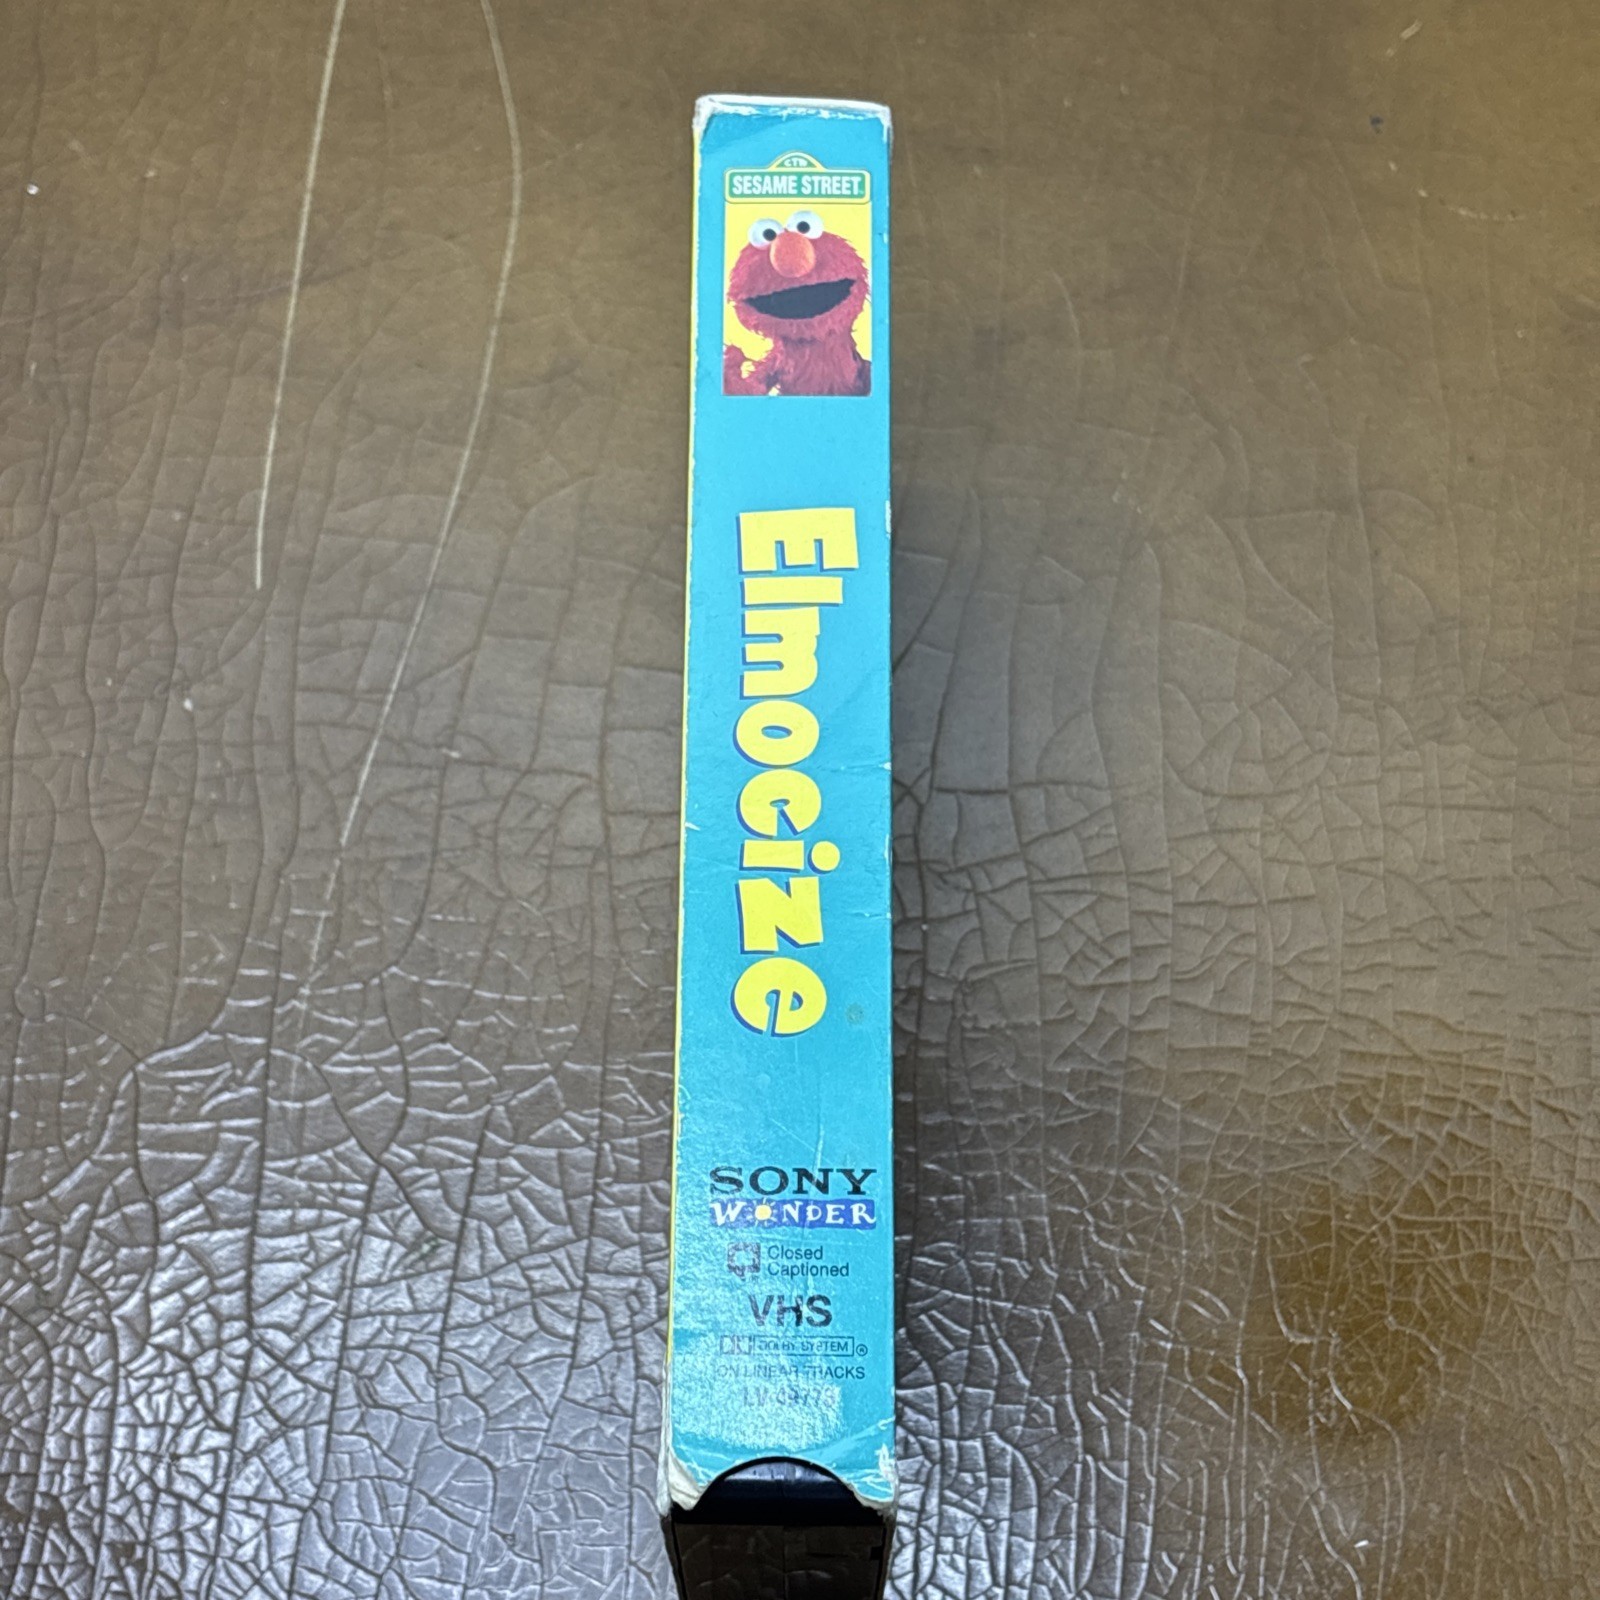 CTW
SESAME STREET
Elmocize
SONY
WONDER
Closed
Captioned
VHS
DOLBY SYSTEM ®
ON LINEAR TRACKS